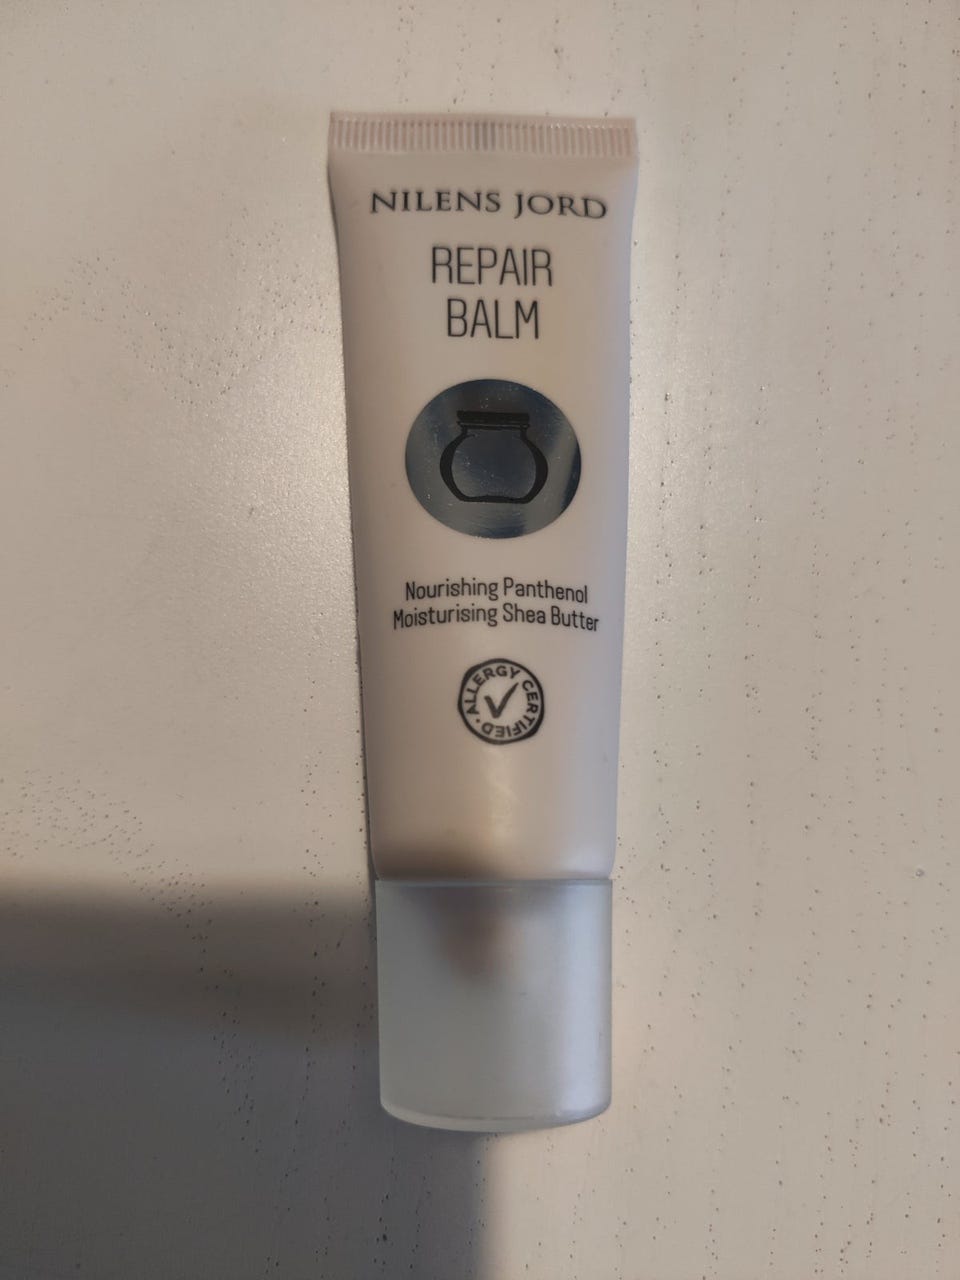 NILENS JORD
REPAIR
BALM
Nourishing Panthenol
Moisturising Shea Butter
ALLERGY CERTIFIED